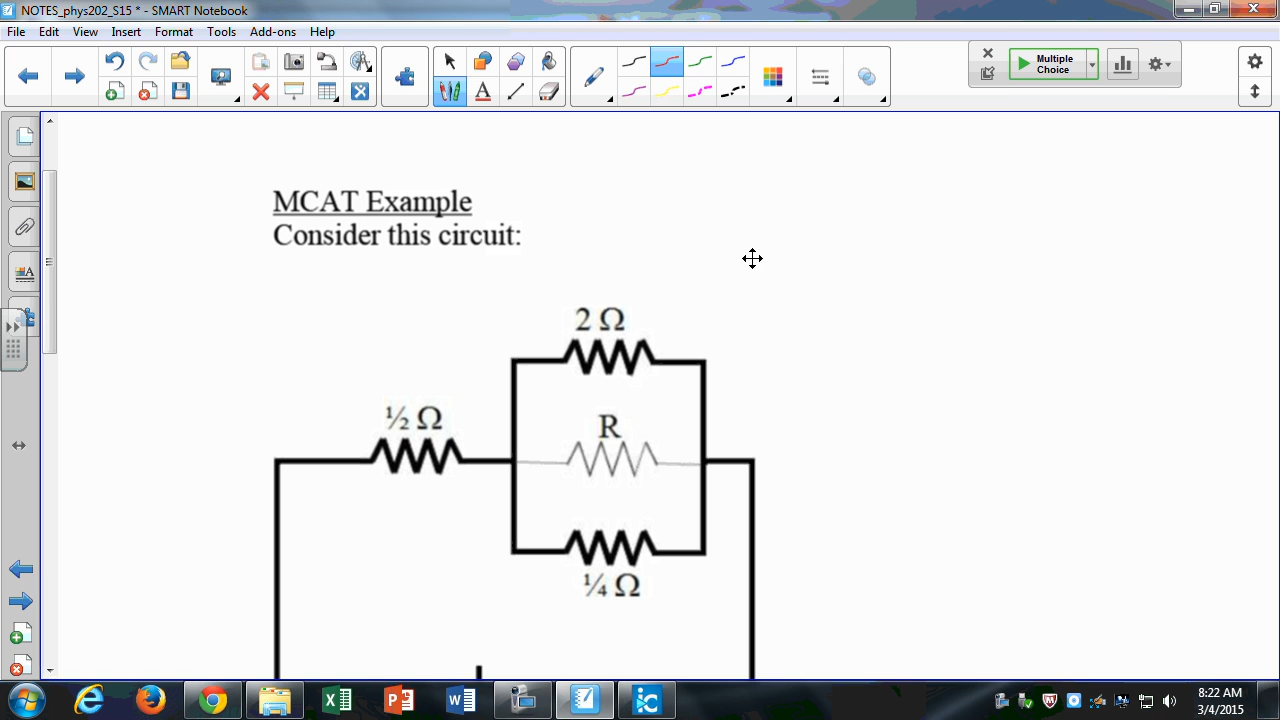 NOTES_phys202_S15 * - SMART Notebook
File Edit View Insert Format Tools Add-ons Help
Multiple
Choice
MCAT Example
Consider this circuit:
2 Ω
½ Ω
R
¼ Ω
8:22 AM
3/4/2015